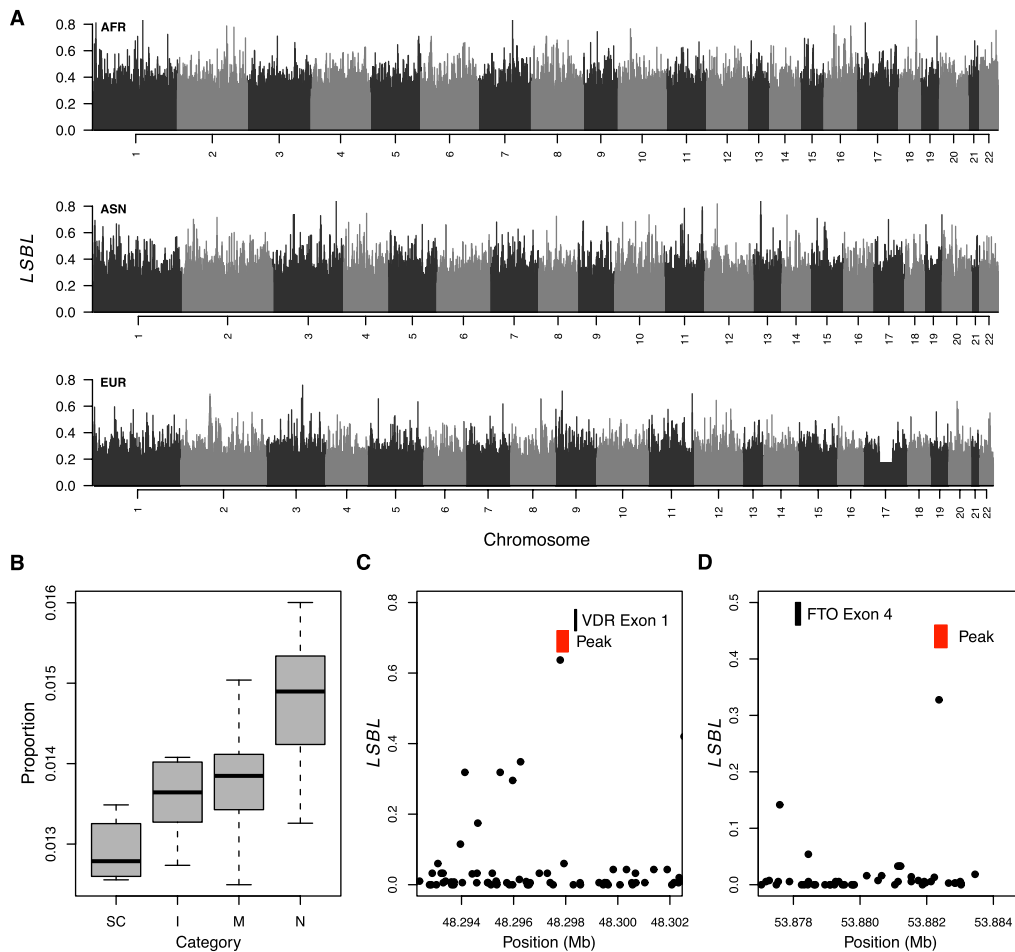 A
AFR
0.8
0.6
0.4
0.2
0.0
1 2 3 4 5 6 7 8 9 10 11 12 13 14 15 16 17 18 19 20 21 22
ASN
0.8
0.6
0.4
0.2
0.0
LSBL
1 2 3 4 5 6 7 8 9 10 11 12 13 14 15 16 17 18 19 20 21 22
EUR
0.8
0.6
0.4
0.2
0.0
1 2 3 4 5 6 7 8 9 10 11 12 13 14 15 16 17 18 19 20 21 22
Chromosome
B
0.016
0.015
0.014
0.013
Proportion
SC I M N
Category
C
0.8
0.6
0.4
0.2
0.0
LSBL
VDR Exon 1
Peak
48.294 48.296 48.298 48.300 48.302
Position (Mb)
D
0.5
0.4
0.3
0.2
0.1
0.0
LSBL
FTO Exon 4
Peak
53.878 53.880 53.882 53.884
Position (Mb)